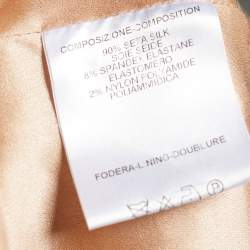 COMPOSIZIONE-COMPOSITION
90% SETA SILK
SOIE SEIDE
8% SPANDEX ELASTANE
ELASTOMERO
2% NYLON POLYAMIDE
POLIAMMIDICA
FODERA-LINING-DOUBLURE